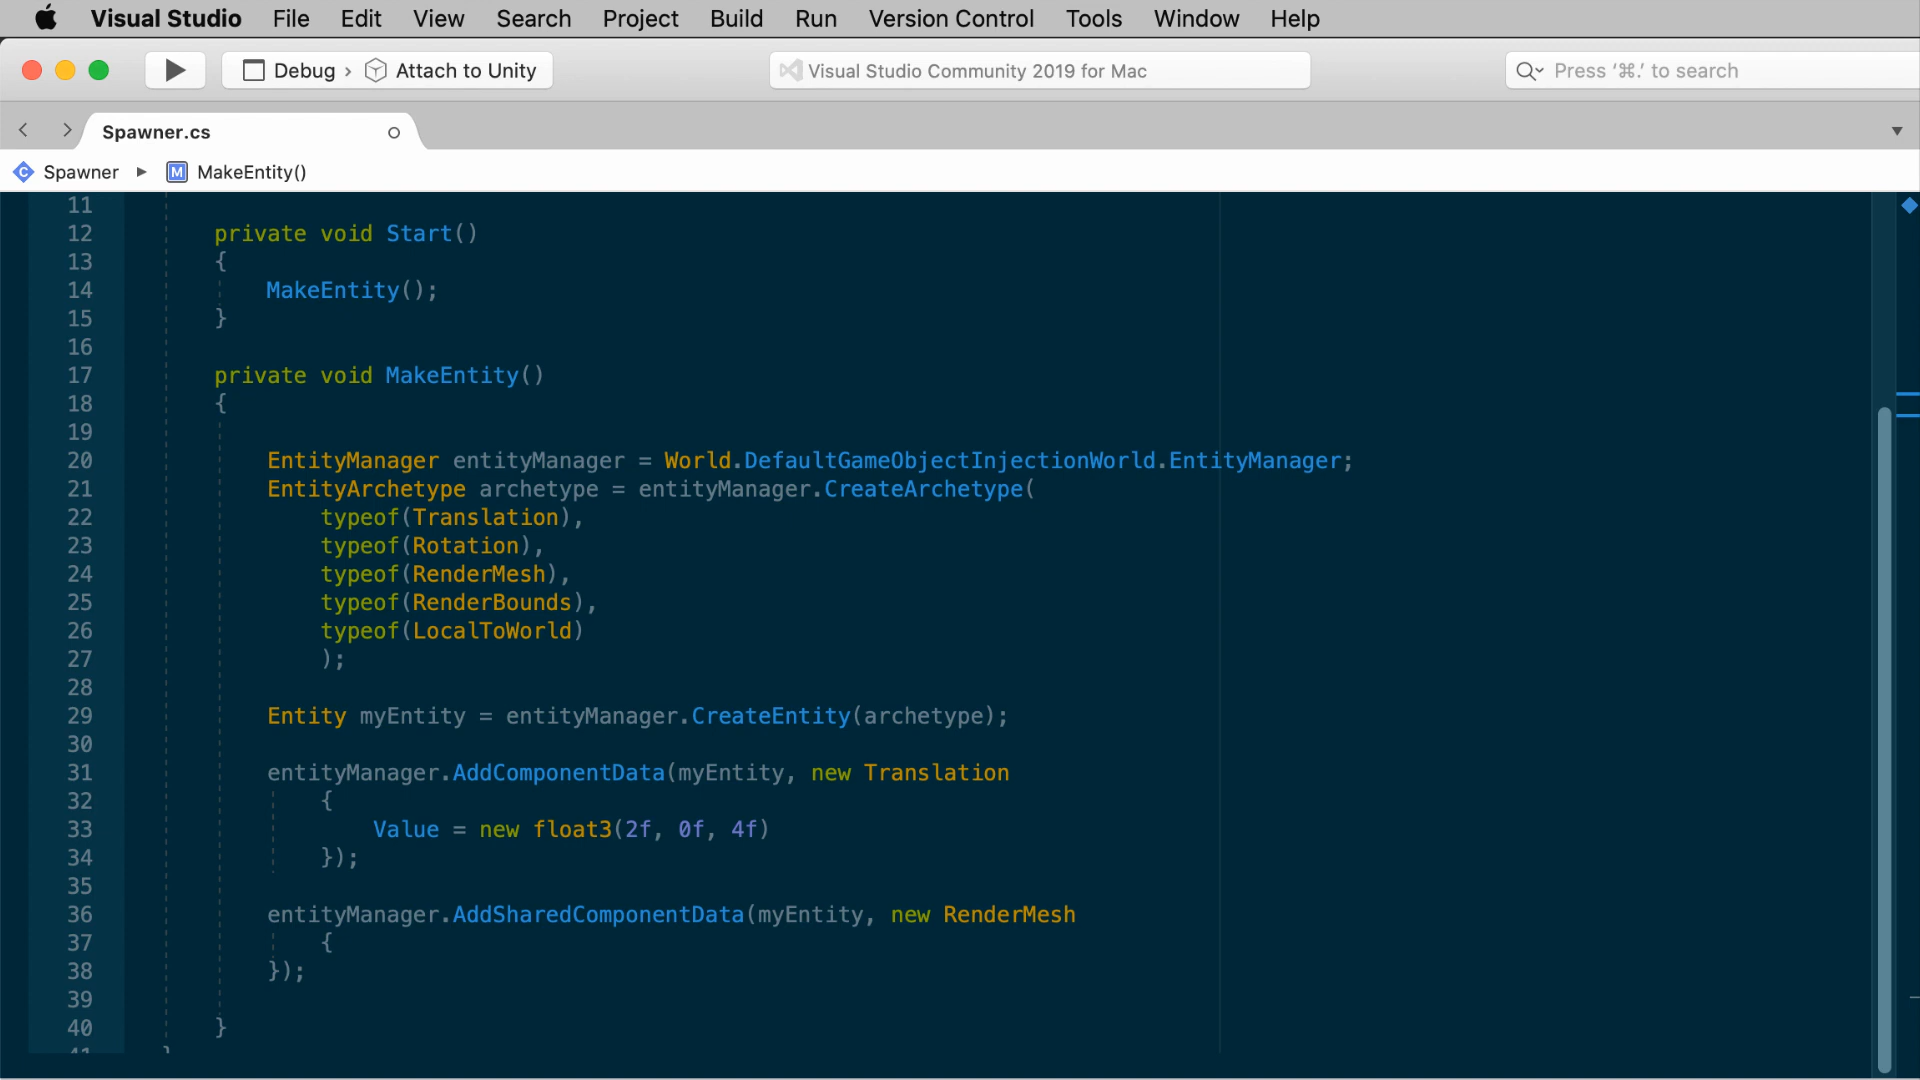 Visual Studio File Edit View Search Project Build Run Version Control Tools Window Help
Debug › Attach to Unity Visual Studio Community 2019 for Mac Press ‘⌘.’ to search
Spawner.cs
Spawner MakeEntity()
11
12 private void Start()
13 {
14 MakeEntity();
15 }
16
17 private void MakeEntity()
18 {
19
20 EntityManager entityManager = World.DefaultGameObjectInjectionWorld.EntityManager;
21 EntityArchetype archetype = entityManager.CreateArchetype(
22 typeof(Translation),
23 typeof(Rotation),
24 typeof(RenderMesh),
25 typeof(RenderBounds),
26 typeof(LocalToWorld)
27 );
28
29 Entity myEntity = entityManager.CreateEntity(archetype);
30
31 entityManager.AddComponentData(myEntity, new Translation
32 {
33 Value = new float3(2f, 0f, 4f)
34 });
35
36 entityManager.AddSharedComponentData(myEntity, new RenderMesh
37 {
38 });
39
40 }